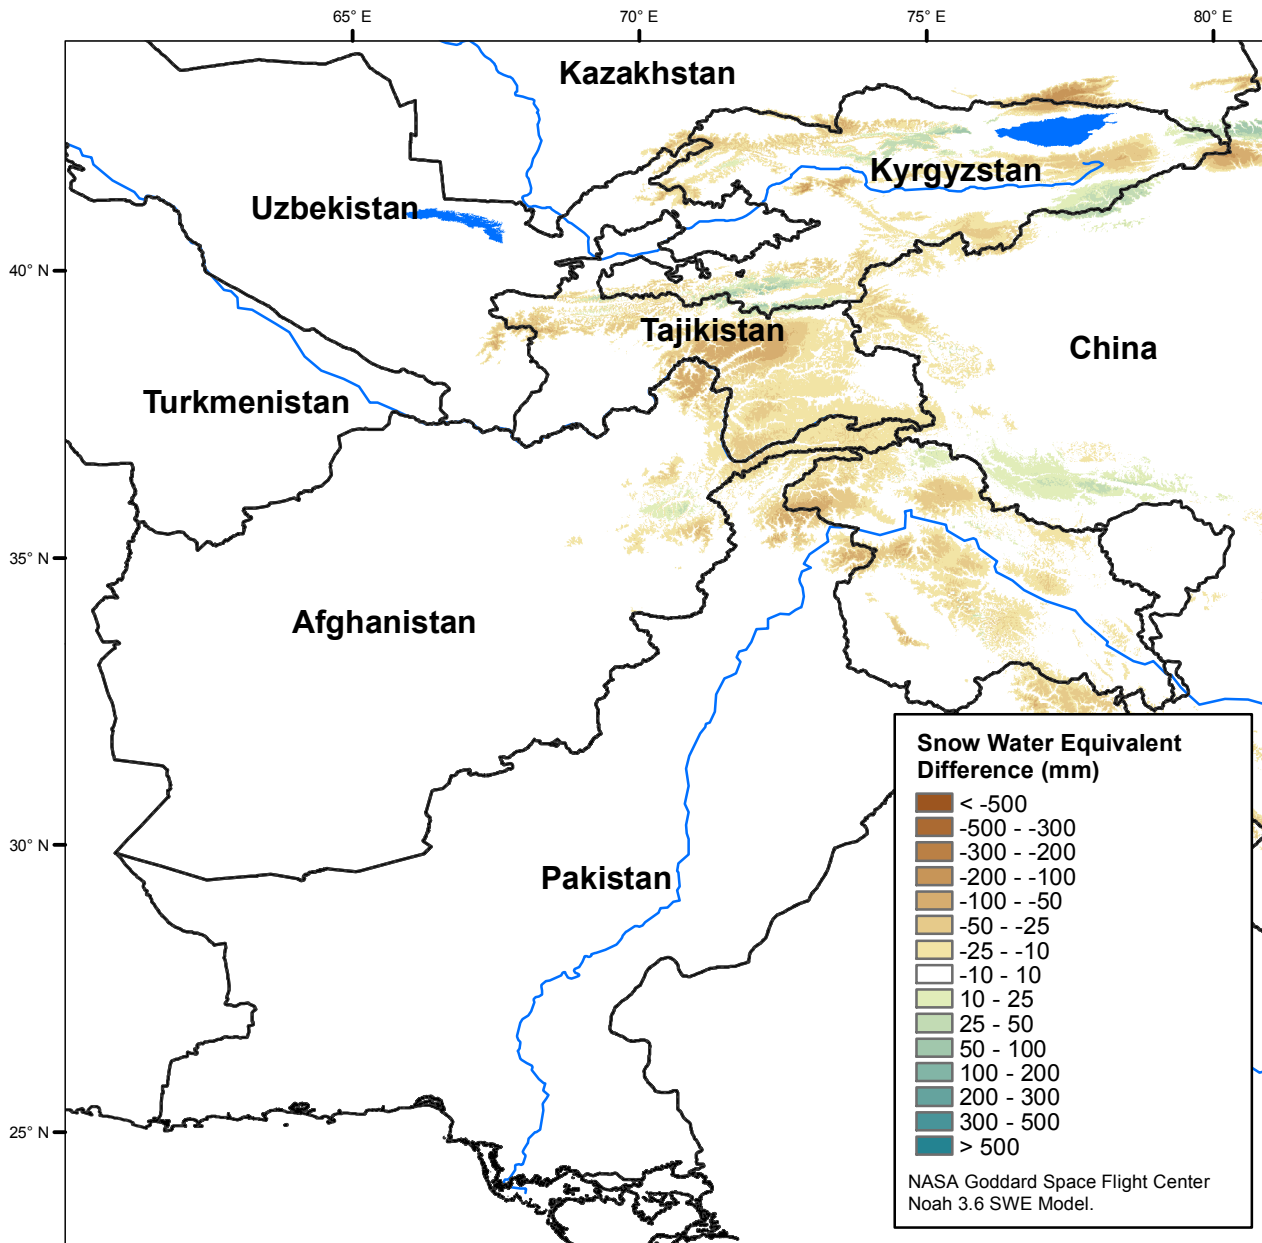 65° E
70° E
75° E
80° E
Kazakhstan
Kyrgyzstan
Uzbekistan
40° N
Tajikistan
China
Turkmenistan
35° N
Afghanistan
30° N
Pakistan
25° N
Snow Water Equivalent
Difference (mm)
< -500
-500 - -300
-300 - -200
-200 - -100
-100 - -50
-50 - -25
-25 - -10
-10 - 10
10 - 25
25 - 50
50 - 100
100 - 200
200 - 300
300 - 500
> 500
NASA Goddard Space Flight Center
Noah 3.6 SWE Model.